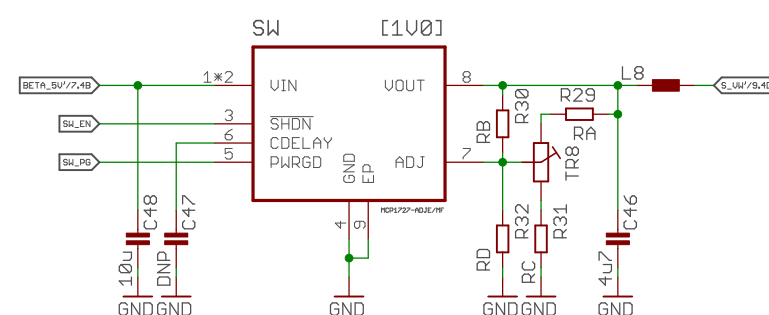 SW [1V0]
BETA_5V'/7.4B 1*2 VIN VOUT 8 L8 S_VW'/9.4D
SW_EN 3 SHDN
6 CDELAY
SW_PG 5 PWRGD ADJ 7
GND EP
MCP1727-ADJE/MF
4 9
RB R30
R29
RA
TR8
C48 10u
C47 DNP
R32 RD
R31 RC
C46 4u7
GND GND GND GND GND GND